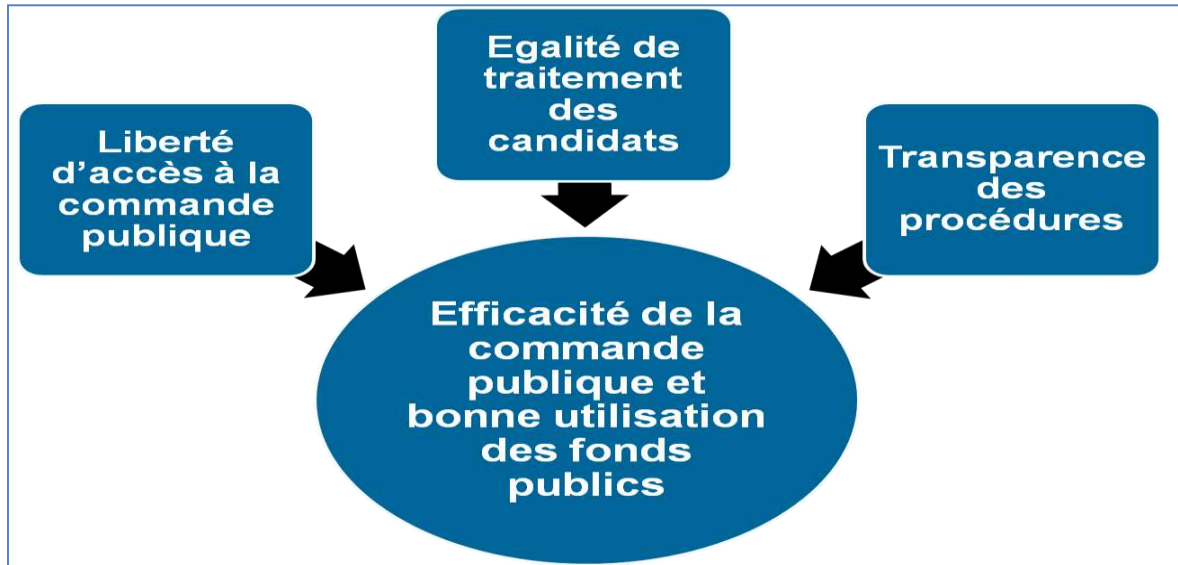 Liberté
d'accès à la
commande
publique
Egalité de
traitement
des
candidats
Transparence
des
procédures
Efficacité de la
commande
publique et
bonne utilisation
des fonds
publics